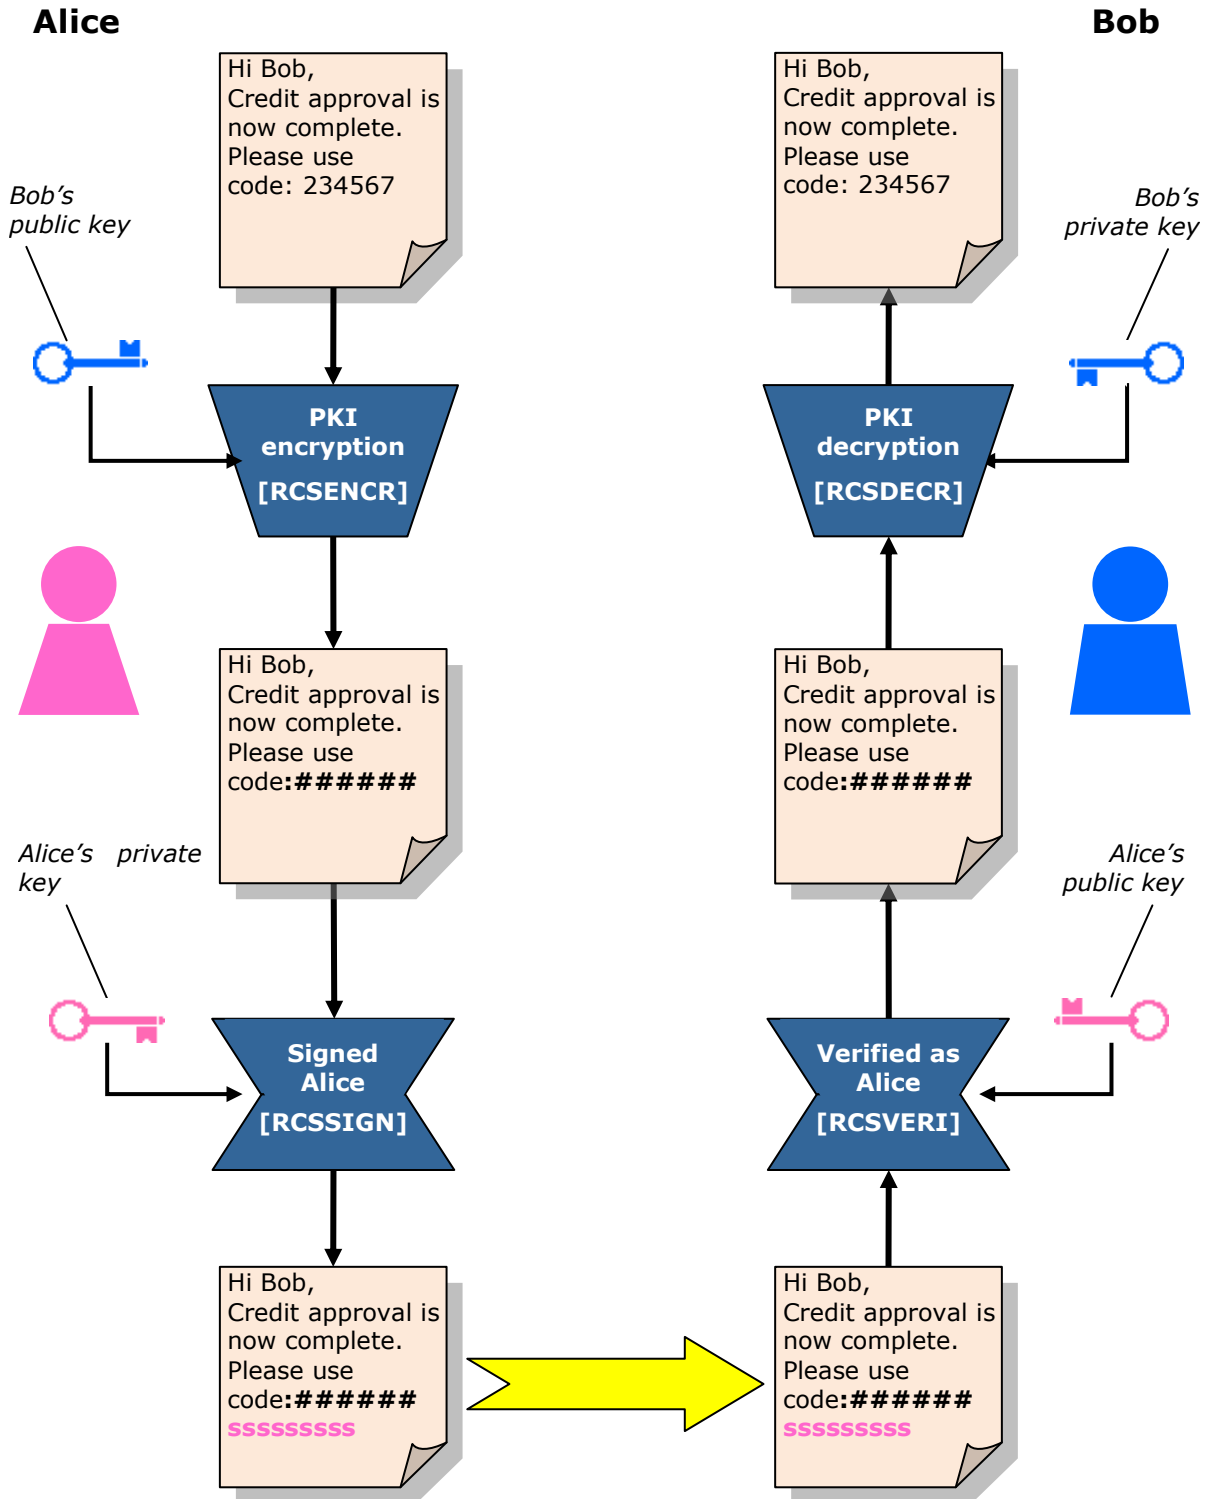 Alice
Bob
Hi Bob,
Credit approval is
now complete.
Please use
code: 234567
Hi Bob,
Credit approval is
now complete.
Please use
code: 234567
Bob's
public key
Bob's
private key
PKI
encryption
[RCSENCR]
PKI
decryption
[RCSDECR]
Hi Bob,
Credit approval is
now complete.
Please use
code:######
Hi Bob,
Credit approval is
now complete.
Please use
code:######
Alice's private
key
Alice's
public key
Signed
Alice
[RCSSIGN]
Verified as
Alice
[RCSVERI]
Hi Bob,
Credit approval is
now complete.
Please use
code:######
sssssssss
Hi Bob,
Credit approval is
now complete.
Please use
code:######
sssssssss